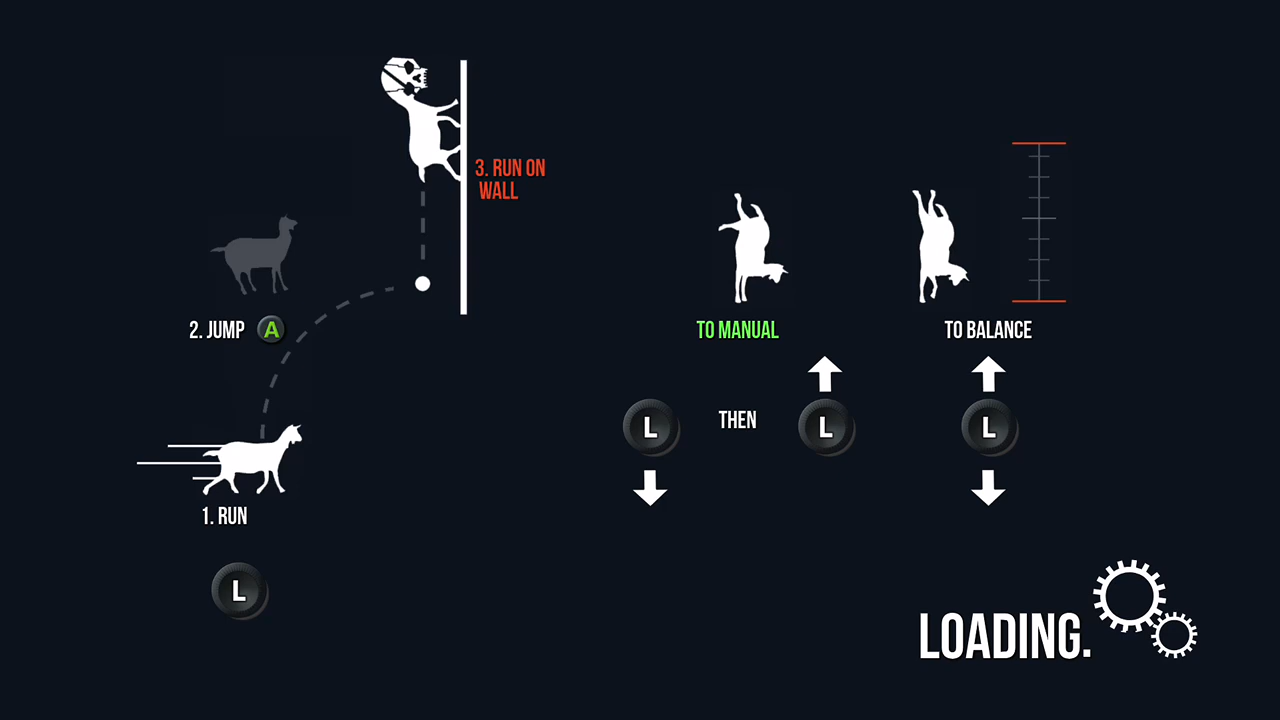 3. RUN ON
WALL
2. JUMP A
1. RUN
L
TO MANUAL
TO BALANCE
L THEN L
L
LOADING.